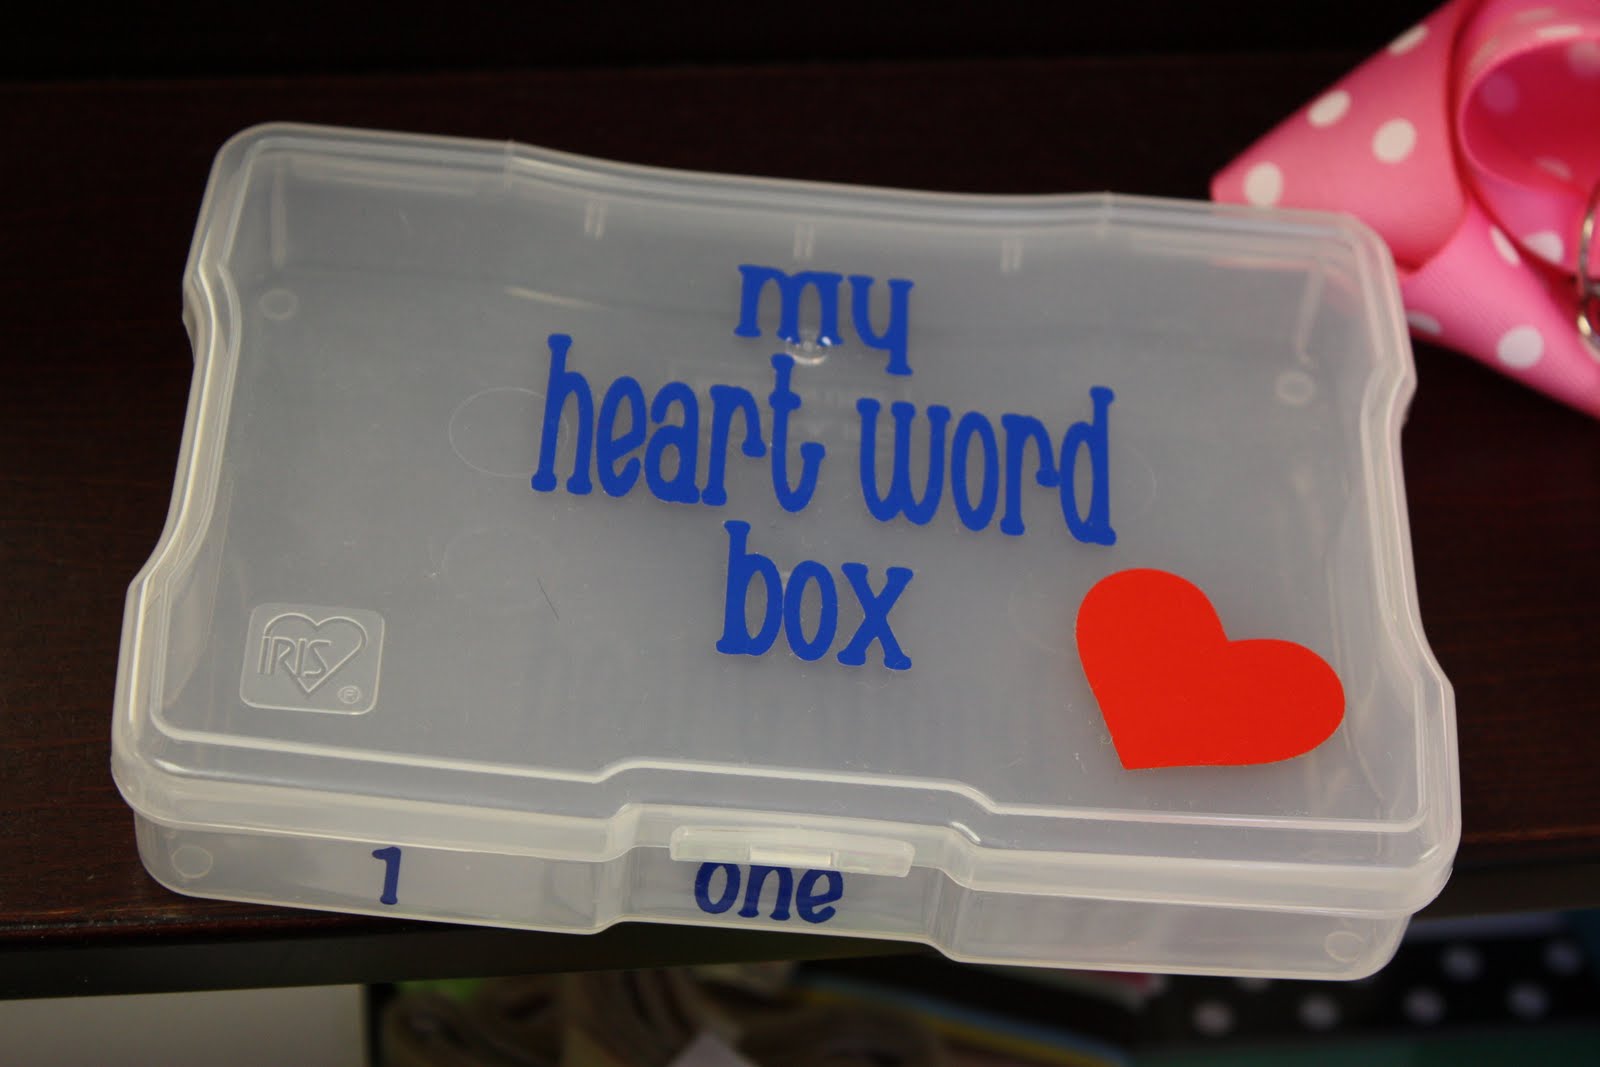 my
heart word
box
IRIS ®
1 one